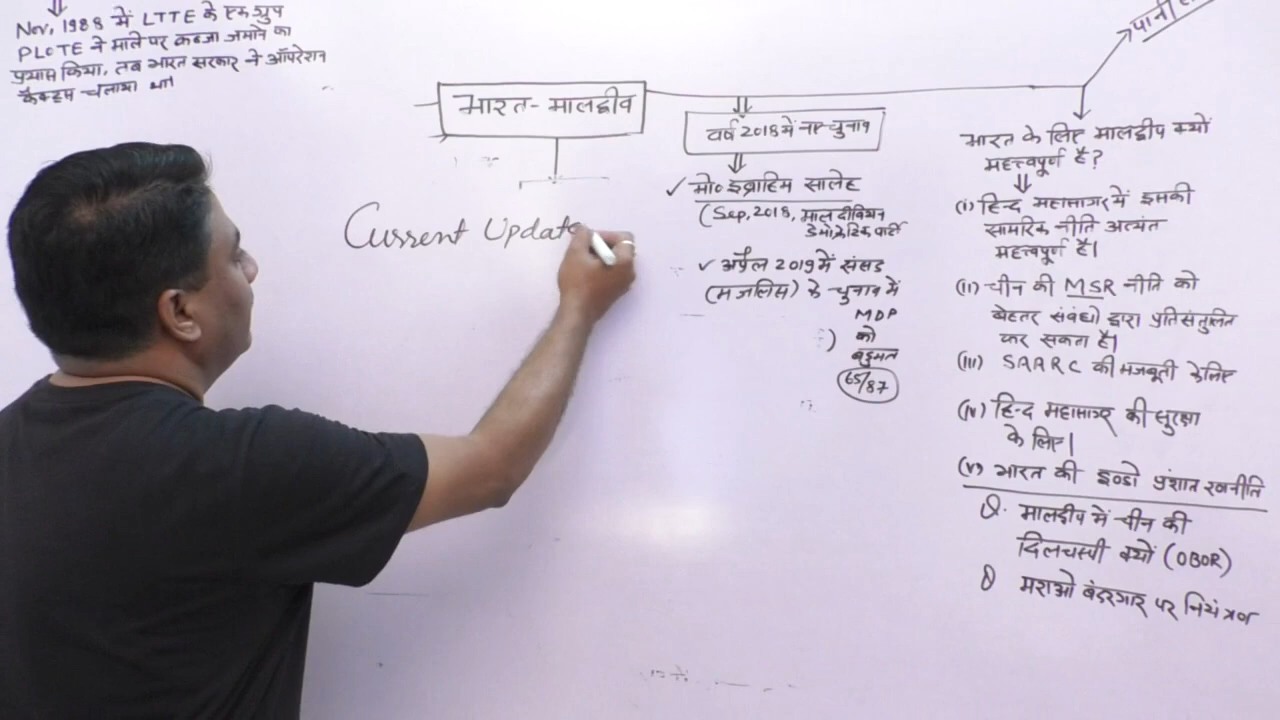 Nov, 1988 में LTTE के एक ग्रुप
PLOTE ने माले पर कब्जा जमाने का
प्रयास किया, तब भारत सरकार ने ऑपरेशन
कैक्टस चलाया था।
भारत-मालद्वीव
Current Update
वर्ष 2018 में नए चुनाव
✓ मो० इब्राहिम सालेह
(Sep, 2018, मालदीवियन
डेमोक्रेटिक पार्टी
✓ अप्रैल 2019 में संसद
(मजलिस) के चुनाव में
MDP
को
बहुमत
65/87
पानी
भारत के लिए मालद्वीप क्यों
महत्त्वपूर्ण है?
(i) हिन्द महासागर में इसकी
सामरिक नीति अत्यंत
महत्त्वपूर्ण है।
(ii) चीन की MSR नीति को
बेहतर संबंधो द्वारा प्रतिसंतुलित
कर सकता है।
(iii) SAARC की मजबूती के लिए
(iv) हिन्द महासागर की सुरक्षा
के लिए।
(v) भारत की इण्डो प्रशांत रणनीति
Q. मालद्वीप में चीन की
दिलचस्पी क्यों (OBOR)
मराओ बंदरगाह पर नियंत्रण